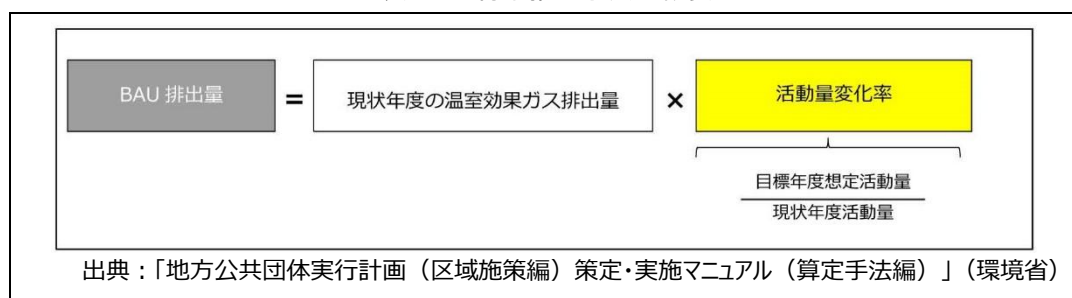 BAU 排出量 = 現状年度の温室効果ガス排出量 × 活動量変化率
目標年度想定活動量
現状年度活動量
出典：「地方公共団体実行計画（区域施策編）策定・実施マニュアル（算定手法編）」（環境省）